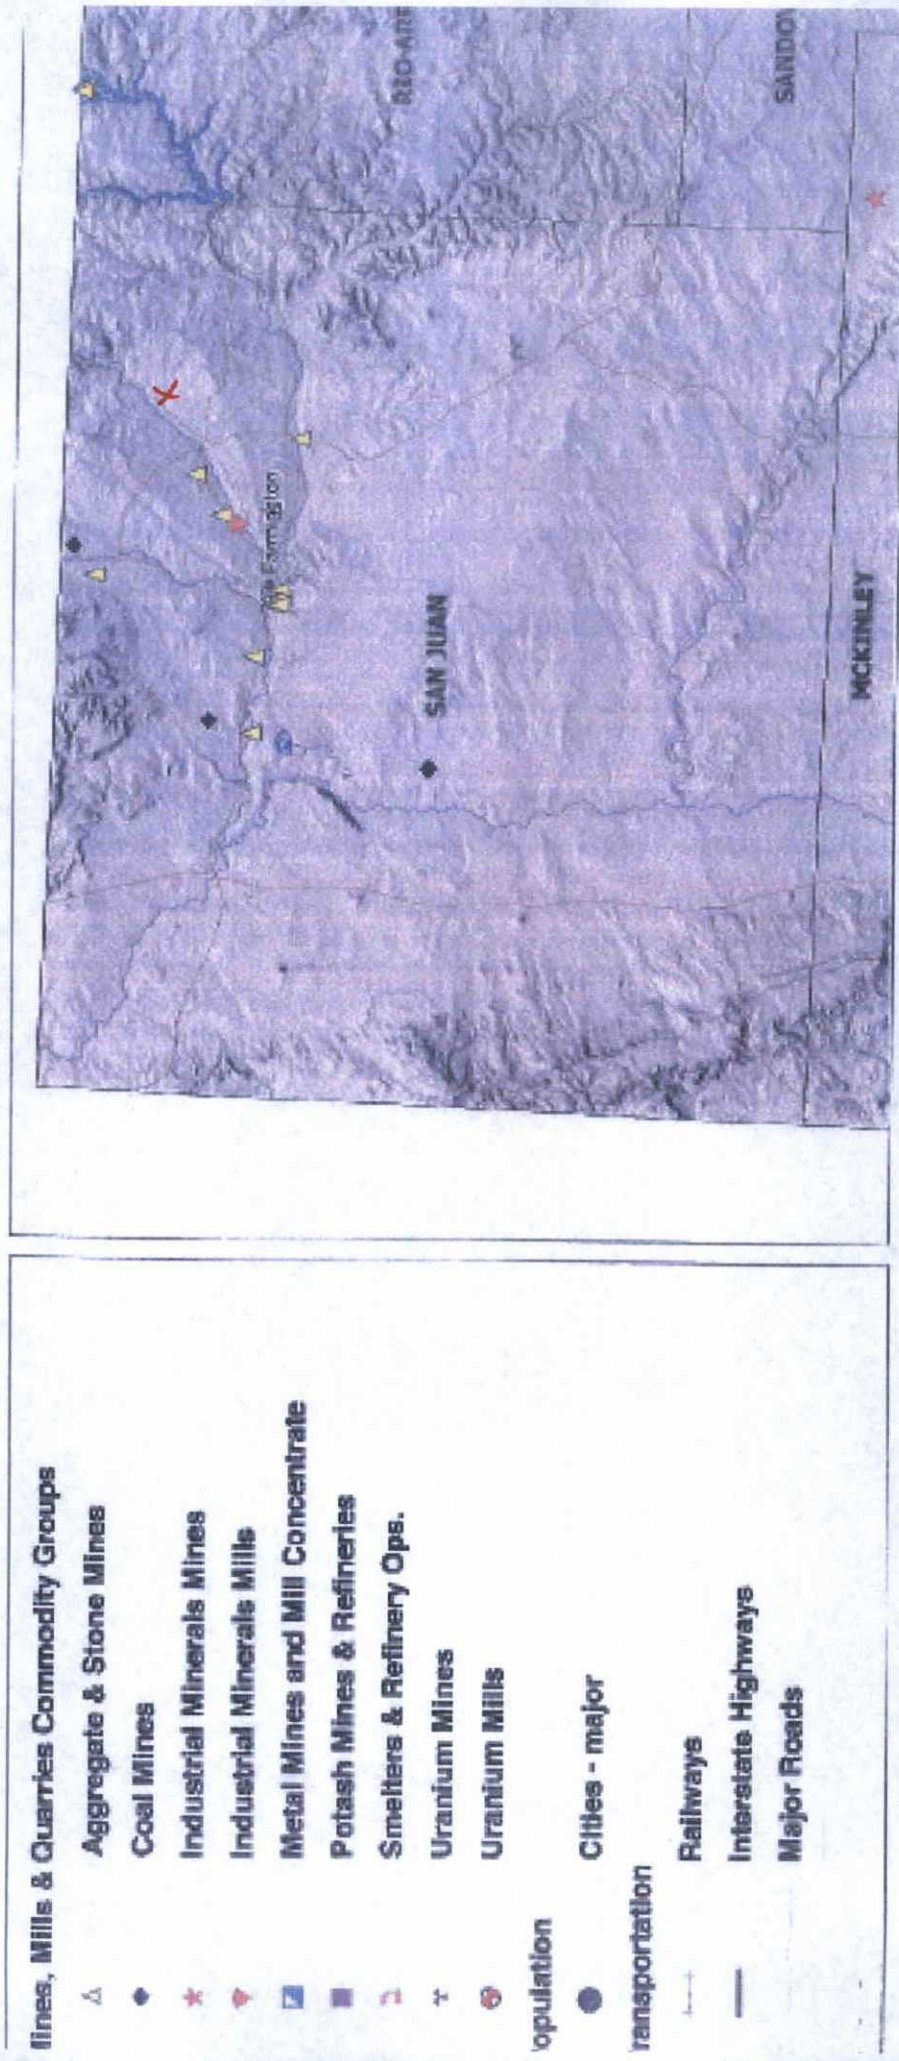 lines, Mills & Quarries Commodity Groups
Aggregate & Stone Mines
Coal Mines
Industrial Minerals Mines
Industrial Minerals Mills
Metal Mines and Mill Concentrate
Potash Mines & Refineries
Smelters & Refinery Ops.
Uranium Mines
Uranium Mills
opulation
Cities - major
ransportation
Railways
Interstate Highways
Major Roads
Farmington
SAN JUAN
MCKINLEY
RIO ARR
SANDOV